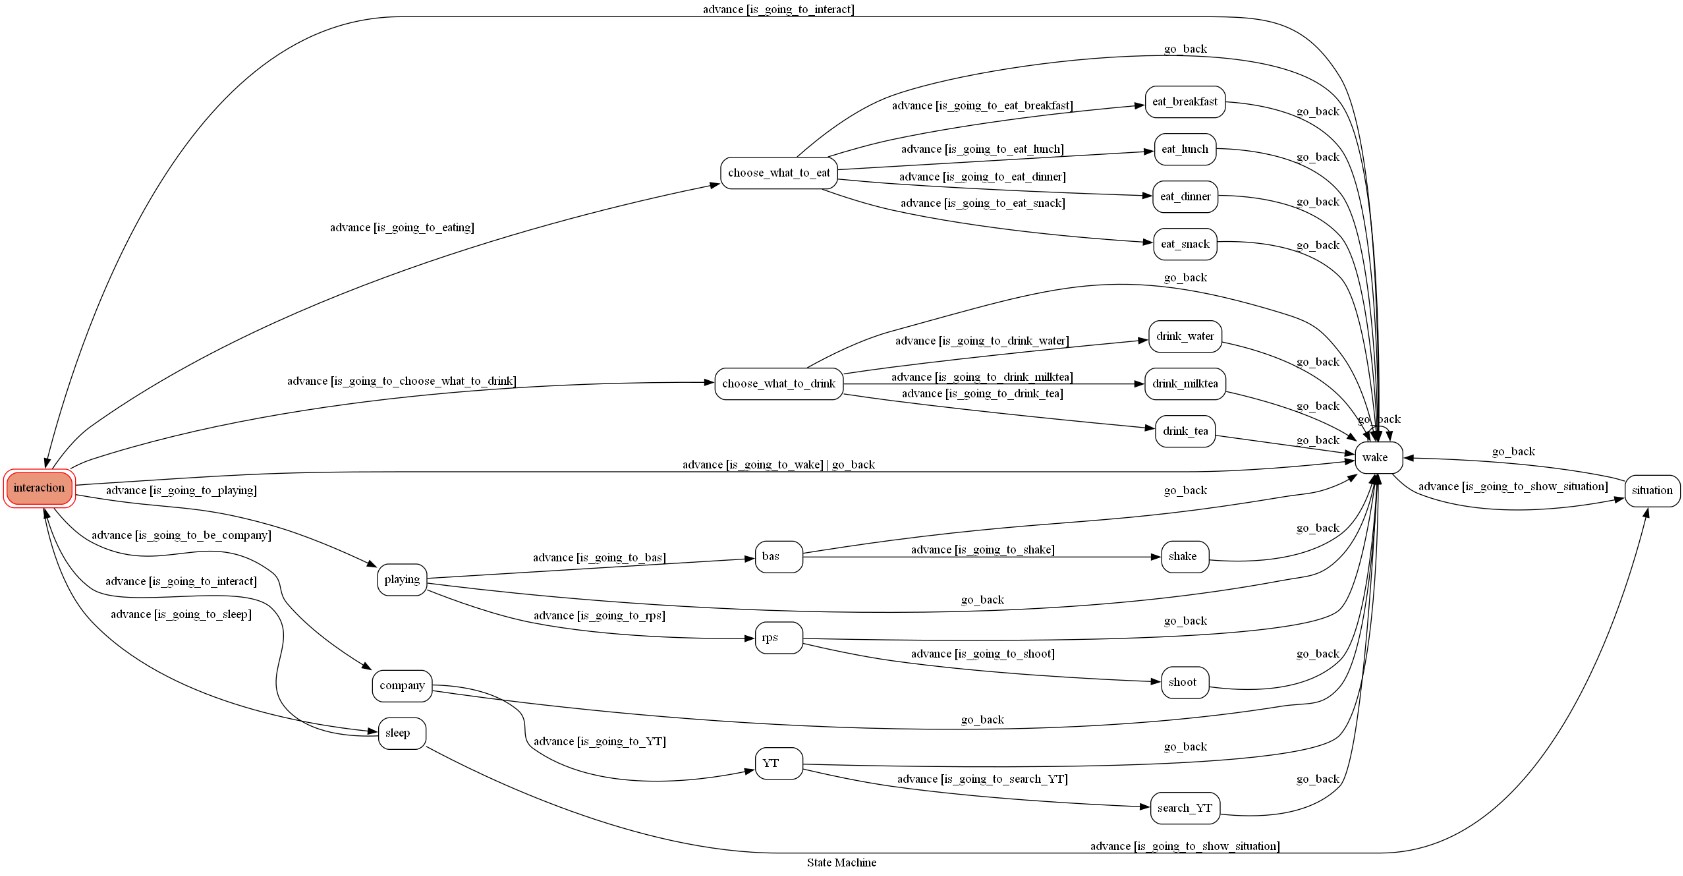 advance [is_going_to_interact]
go_back
advance [is_going_to_eat_breakfast]
eat_breakfast
go_back
advance [is_going_to_eat_lunch]
eat_lunch
go_back
choose_what_to_eat
advance [is_going_to_eat_dinner]
eat_dinner
go_back
advance [is_going_to_eat_snack]
eat_snack
go_back
advance [is_going_to_eating]
go_back
advance [is_going_to_drink_water]
drink_water
go_back
advance [is_going_to_choose_what_to_drink]
choose_what_to_drink
advance [is_going_to_drink_milktea]
drink_milktea
go_back
advance [is_going_to_drink_tea]
drink_tea
go_back
go_back
wake
advance [is_going_to_wake] | go_back
go_back
interaction
advance [is_going_to_playing]
go_back
advance [is_going_to_show_situation]
situation
advance [is_going_to_be_company]
advance [is_going_to_bas]
bas
advance [is_going_to_shake]
shake
go_back
advance [is_going_to_interact]
playing
go_back
advance [is_going_to_sleep]
advance [is_going_to_rps]
rps
go_back
advance [is_going_to_shoot]
shoot
go_back
company
go_back
sleep
advance [is_going_to_YT]
YT
go_back
advance [is_going_to_search_YT]
search_YT
go_back
advance [is_going_to_show_situation]
State Machine